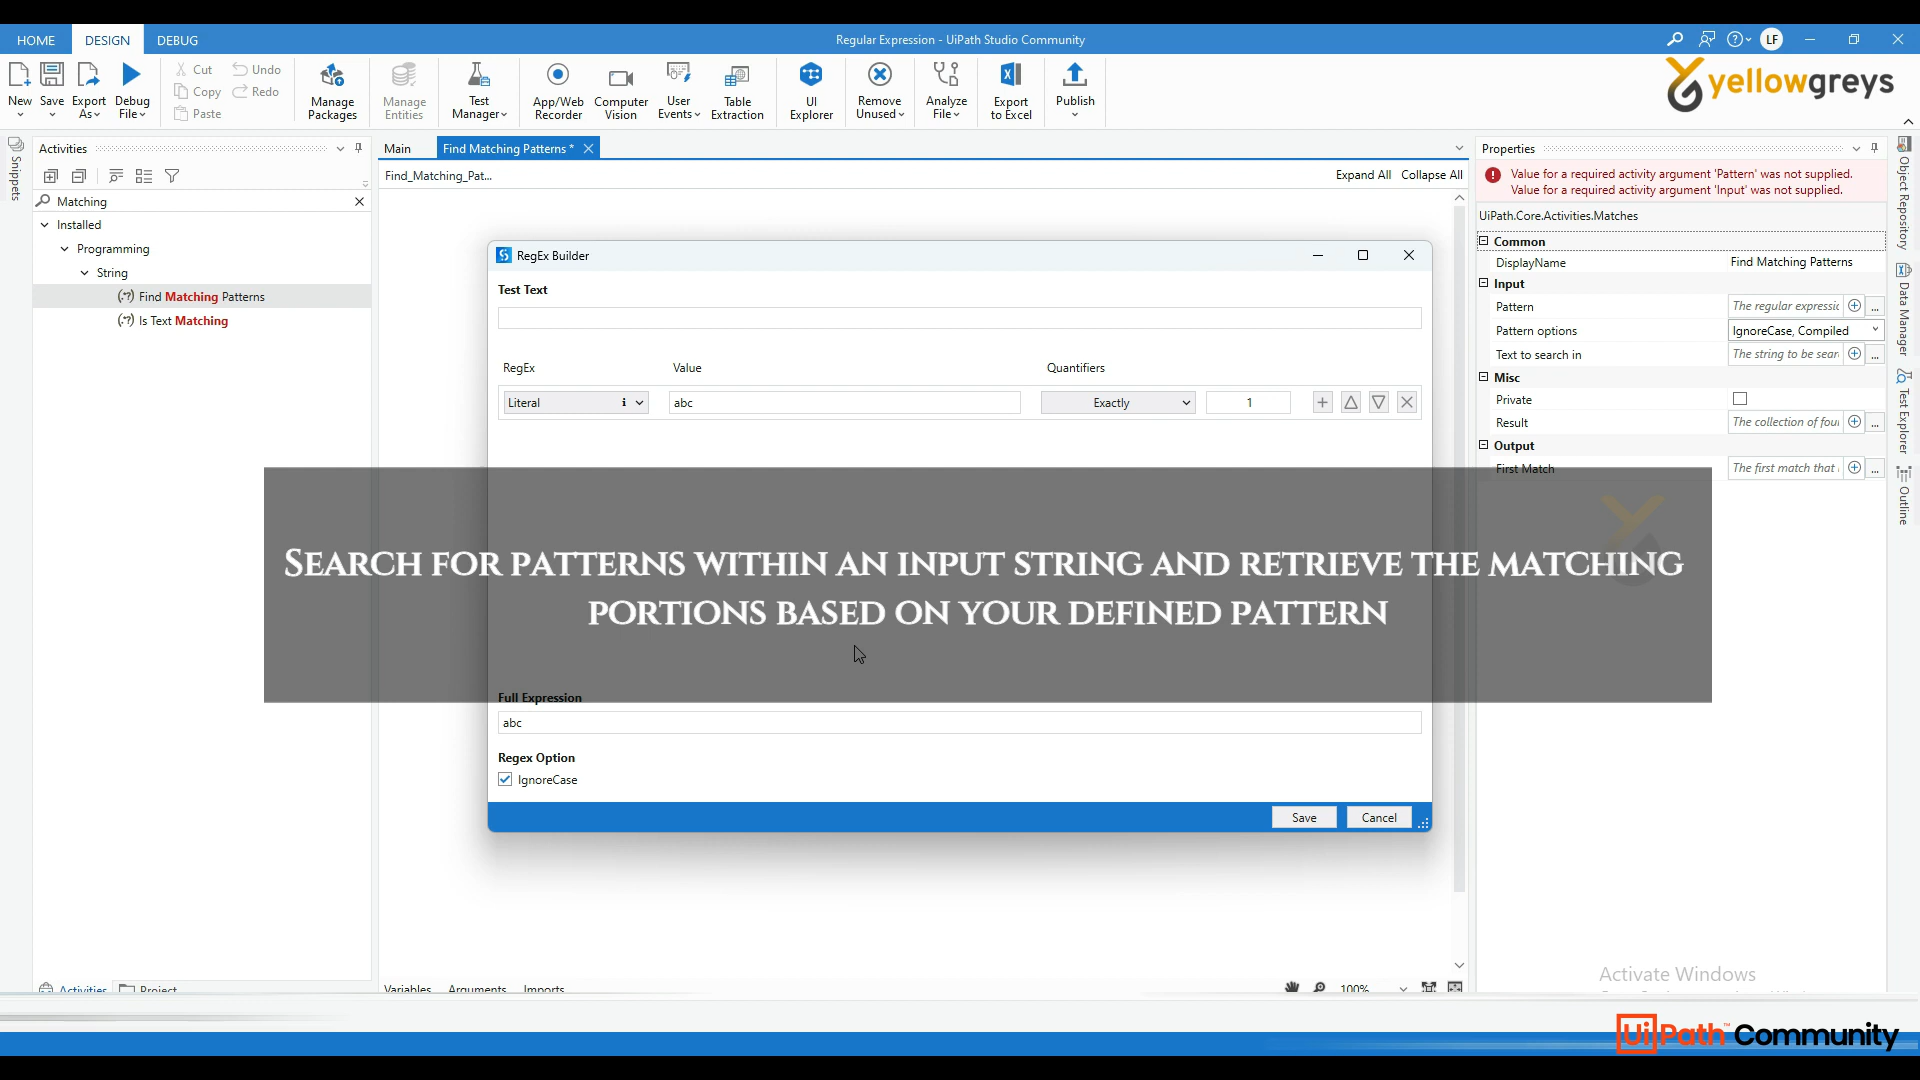 HOME DESIGN DEBUG
Regular Expression - UiPath Studio Community
LF
New Save Export As Debug File
Cut Copy Paste Undo Redo
Manage Packages
Manage Entities
Test Manager
App/Web Recorder
Computer Vision
User Events
Table Extraction
UI Explorer
Remove Unused
Analyze File
Export to Excel
Publish
yellowgreys
Snippets
Activities
Matching
Installed
Programming
String
Find Matching Patterns
Is Text Matching
Main
Find Matching Patterns *
Find_Matching_Pat...
Expand All Collapse All
RegEx Builder
Test Text
RegEx Value Quantifiers
Literal abc Exactly 1
SEARCH FOR PATTERNS WITHIN AN INPUT STRING AND RETRIEVE THE MATCHING
PORTIONS BASED ON YOUR DEFINED PATTERN
Full Expression
abc
Regex Option
IgnoreCase
Save Cancel
Properties
Value for a required activity argument 'Pattern' was not supplied.
Value for a required activity argument 'Input' was not supplied.
UiPath.Core.Activities.Matches
Common
DisplayName Find Matching Patterns
Input
Pattern The regular expressic ...
Pattern options IgnoreCase, Compiled
Text to search in The string to be sear ...
Misc
Private
Result The collection of foun ...
Output
First Match The first match that ...
Object Repository
Data Manager
Test Explorer
Outline
Activities Project
Variables Arguments Imports
100%
Activate Windows
UiPath™ Community